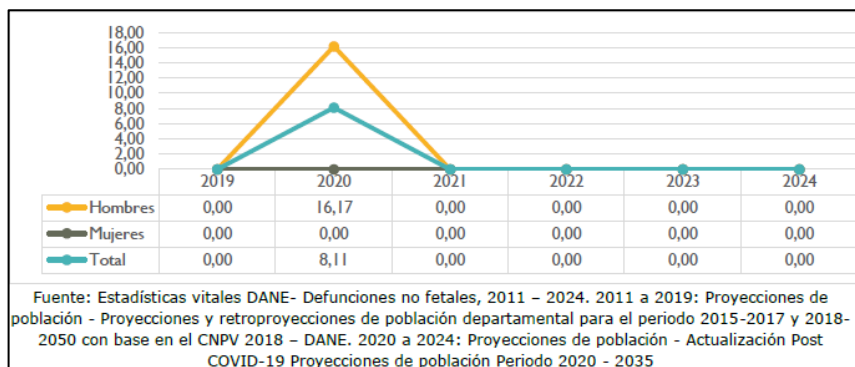 18,00
16,00
14,00
12,00
10,00
8,00
6,00
4,00
2,00
0,00
2019 2020 2021 2022 2023 2024
Hombres 0,00 16,17 0,00 0,00 0,00 0,00
Mujeres 0,00 0,00 0,00 0,00 0,00 0,00
Total 0,00 8,11 0,00 0,00 0,00 0,00
Fuente: Estadísticas vitales DANE- Defunciones no fetales, 2011 – 2024. 2011 a 2019: Proyecciones de
población - Proyecciones y retroproyecciones de población departamental para el periodo 2015-2017 y 2018-
2050 con base en el CNPV 2018 – DANE. 2020 a 2024: Proyecciones de población - Actualización Post
COVID-19 Proyecciones de población Periodo 2020 - 2035